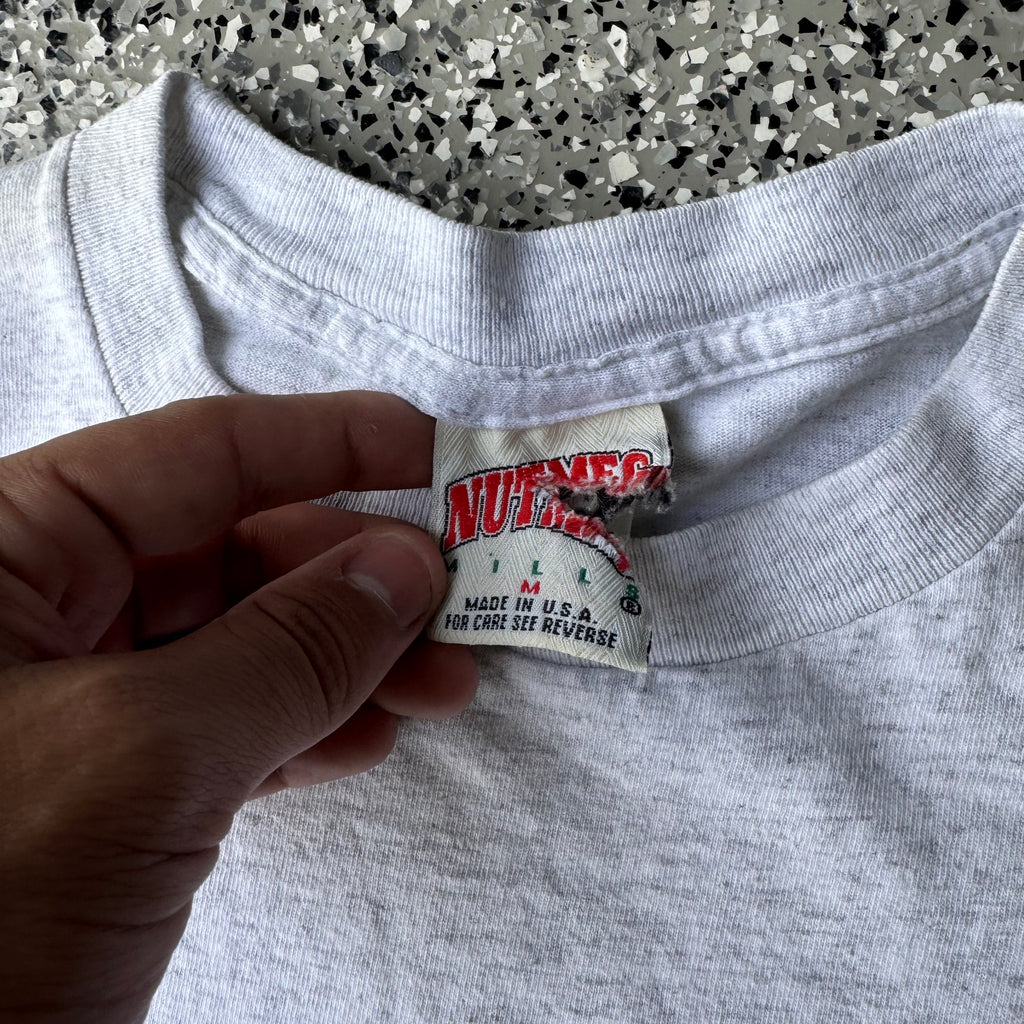 NUTMEG
MILLS
M
MADE IN U.S.A.
FOR CARE SEE REVERSE
®